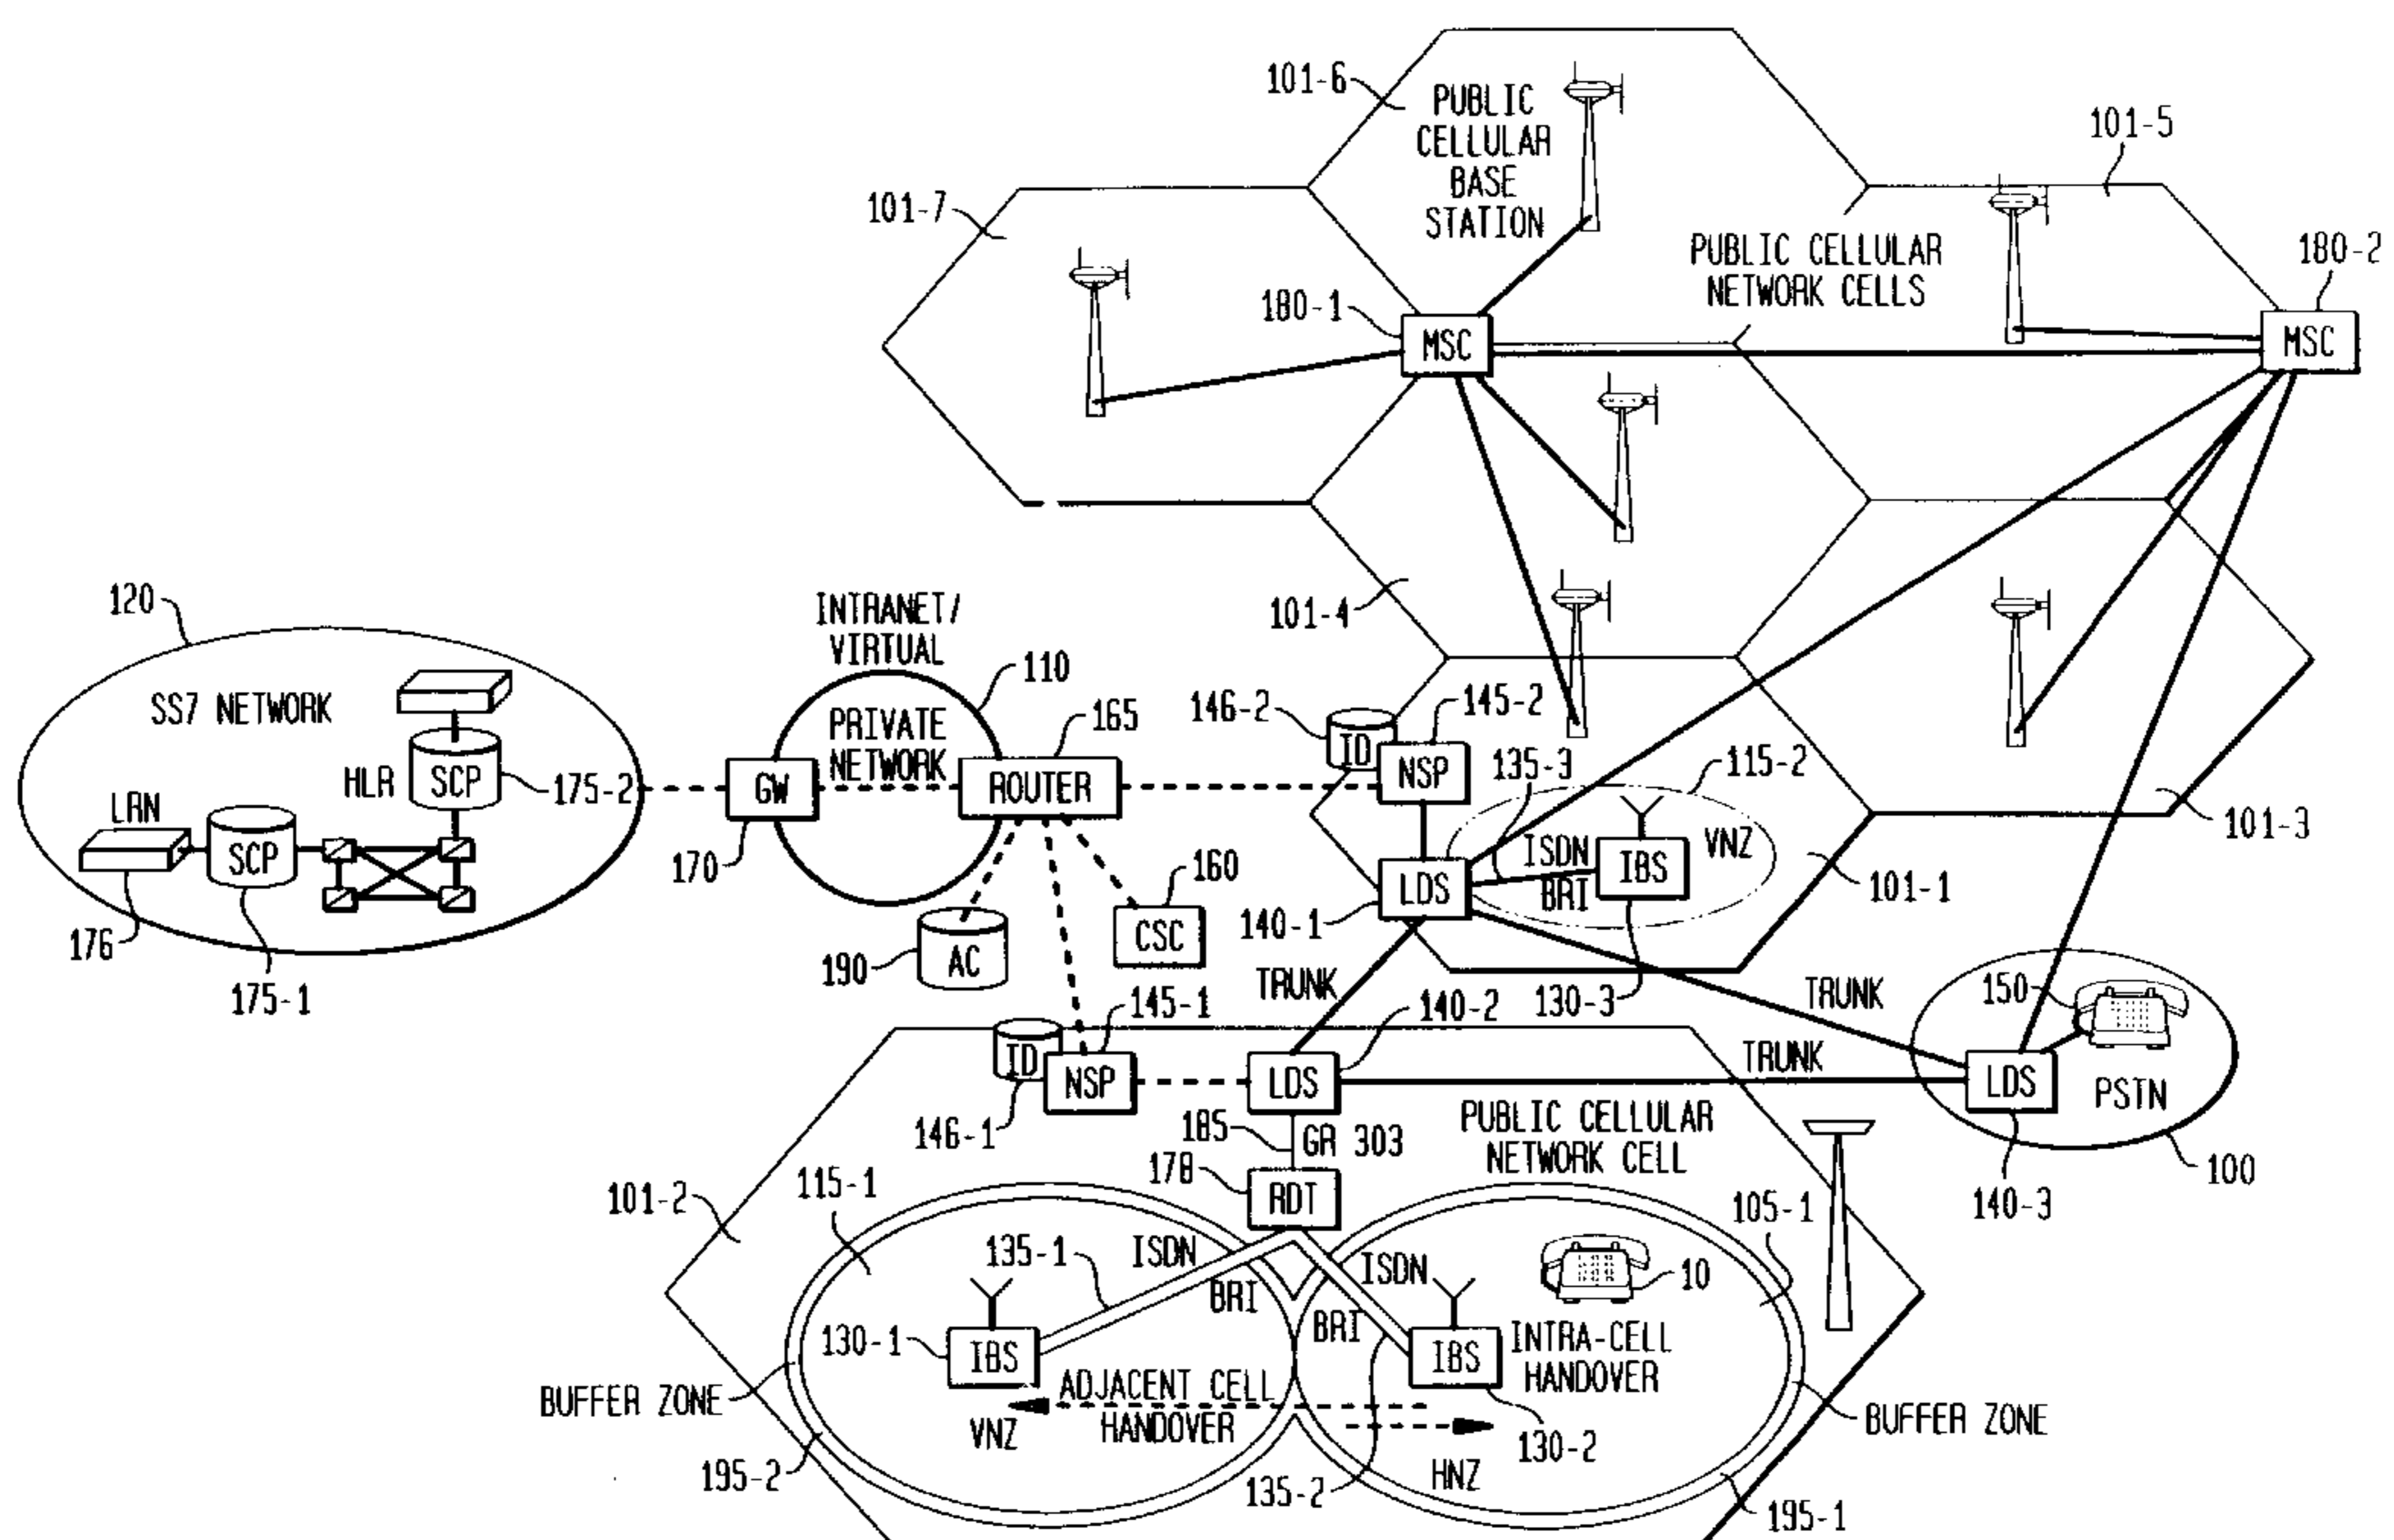 101-6
PUBLIC
CELLULAR
BASE
STATION
101-5
101-7
PUBLIC CELLULAR
NETWORK CELLS
180-2
180-1
MSC
MSC
120
INTRANET/
VIRTUAL
110
101-4
SS7 NETWORK
PRIVATE
NETWORK
165
146-2
145-2
ID
NSP
135-3
115-2
HLR
SCP
175-2
GW
ROUTER
LRN
SCP
170
160
ISDN
BRI
IBS
VNZ
101-3
LDS
101-1
176
175-1
190
AC
CSC
140-1
TRUNK
130-3
TRUNK
150
145-1
140-2
ID
NSP
LDS
TRUNK
LDS
PSTN
146-1
185
GR 303
PUBLIC CELLULAR
NETWORK CELL
100
140-3
101-2
115-1
178
RDT
105-1
135-1
ISDN
BRI
ISDN
BRI
10
130-1
IBS
IBS
INTRA-CELL
HANDOVER
BUFFER ZONE
ADJACENT CELL
HANDOVER
VNZ
130-2
BUFFER ZONE
195-2
135-2
HNZ
195-1